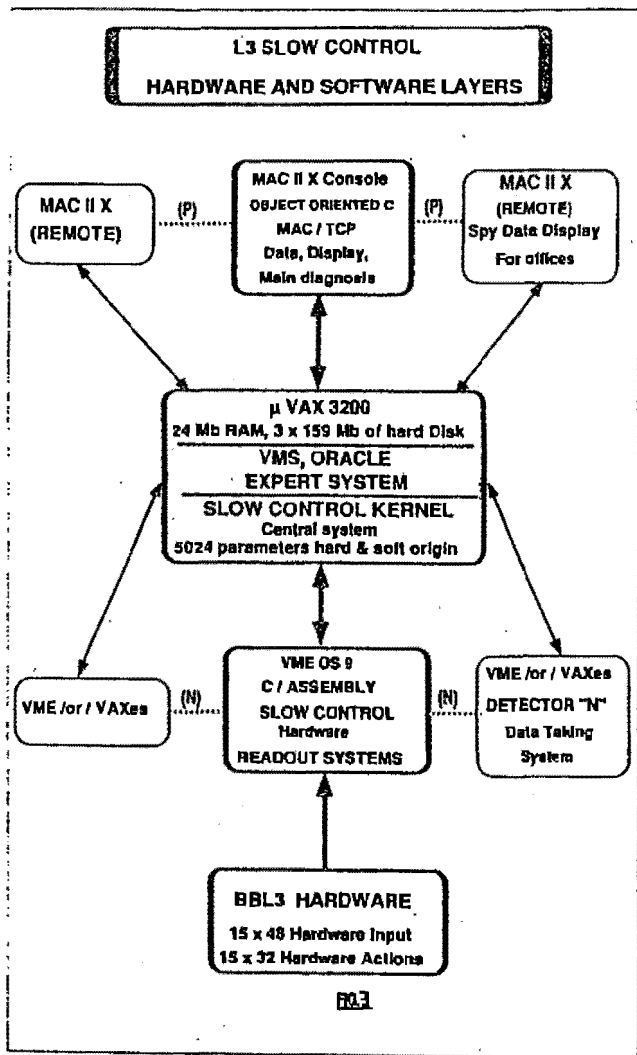 L3 SLOW CONTROL
HARDWARE AND SOFTWARE LAYERS
MAC II X
(REMOTE)
(P)
MAC II X Console
OBJECT ORIENTED C
MAC / TCP
Data, Display,
Main diagnosis
(P)
MAC II X
(REMOTE)
Spy Data Display
For offices
µ VAX 3200
24 Mb RAM, 3 x 159 Mb of hard Disk
VMS, ORACLE
EXPERT SYSTEM
SLOW CONTROL KERNEL
Central system
5024 parameters hard & soft origin
VME /or / VAXes
(N)
VME OS 9
C / ASSEMBLY
SLOW CONTROL
Hardware
READOUT SYSTEMS
(N)
VME /or / VAXes
DETECTOR "N"
Data Taking
System
BBL3 HARDWARE
15 x 48 Hardware Input
15 x 32 Hardware Actions
FIG.3